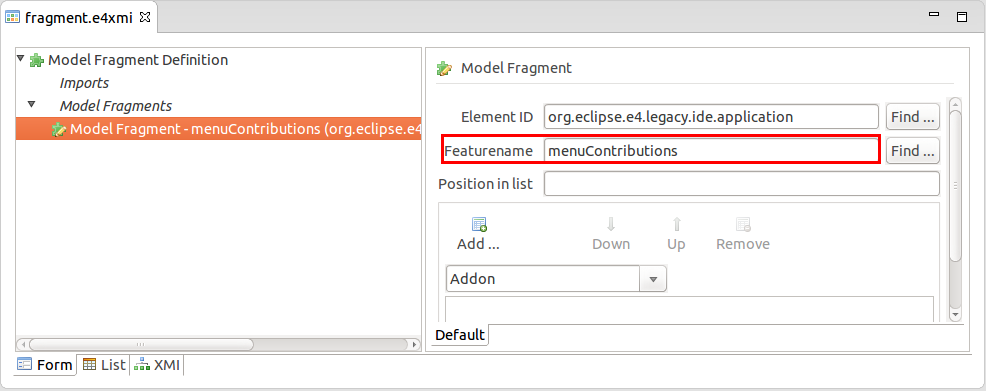 fragment.e4xmi
Model Fragment Definition
Imports
Model Fragments
Model Fragment - menuContributions (org.eclipse.e4
Model Fragment
Element ID org.eclipse.e4.legacy.ide.application Find ...
Featurename menuContributions Find ...
Position in list
Add ... Down Up Remove
Addon
Default
Form List XMI